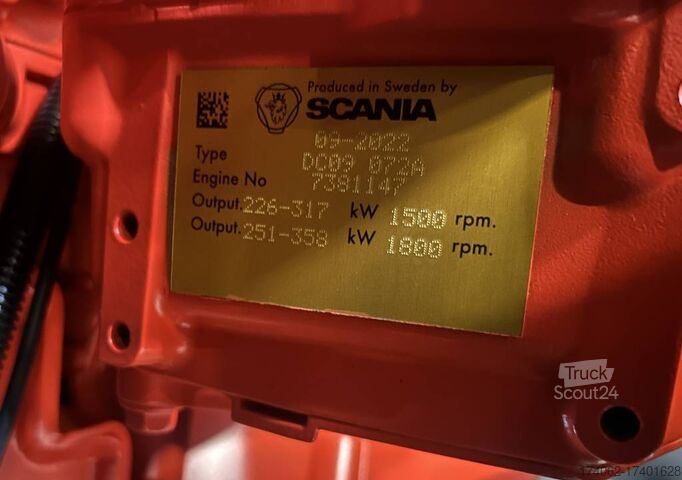 Produced in Sweden by
SCANIA
09-2022
Type DC09 072A
Engine No 7381147
Output. 226-317 kW 1500 rpm.
Output. 251-358 kW 1800 rpm.
Truck
Scout24